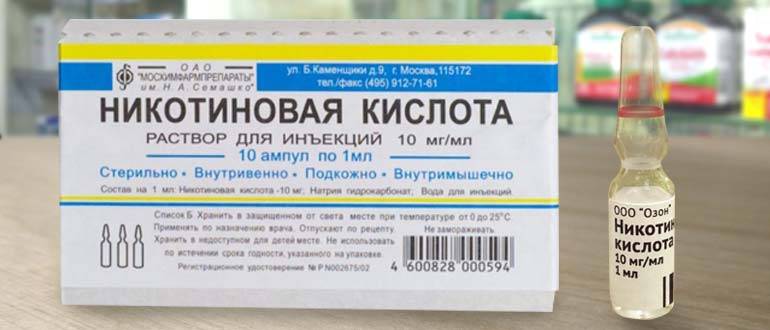 ОАО
"МОСХИМФАРМПРЕПАРАТЫ"
им. Н.А. Семашко
ул. Б.Каменщики д.9, г. Москва,115172
тел./факс (495) 912-71-61
НИКОТИНОВАЯ КИСЛОТА
РАСТВОР ДЛЯ ИНЪЕКЦИЙ 10 мг/мл
10 ампул по 1мл
Стерильно • Внутривенно • Подкожно • Внутримышечно
Состав на 1 мл: Никотиновая кислота -10 мг; Натрия гидрокарбонат; Вода для инъекций.
Список Б. Хранить в защищенном от света месте при температуре от 0 до 25°С.
Применять по назначению врача. Отпускают по рецепту. Не замораживать.
Хранить в недоступном для детей месте. Не использовать
по истечении срока годности, указанного на упаковке.
Регистрационное удостоверение № Р N002675/02
4 600828 000594
ООО "Озон"
Никотин
кислота
10 мг/мл
1 мл